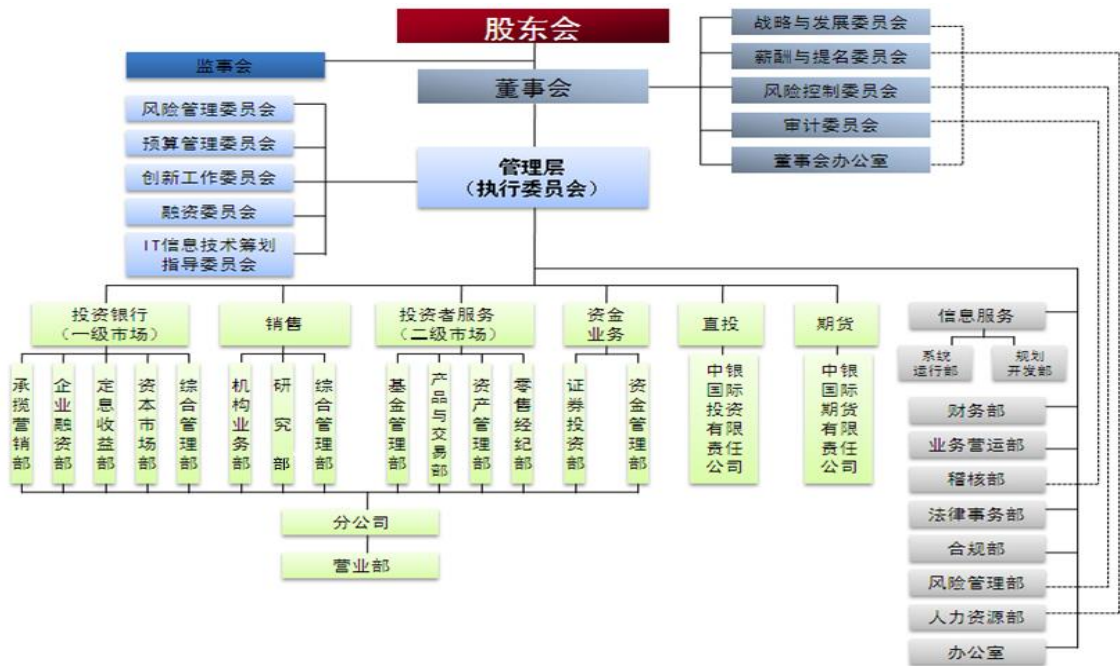 股东会
监事会
董事会
战略与发展委员会
薪酬与提名委员会
风险控制委员会
审计委员会
董事会办公室
风险管理委员会
预算管理委员会
创新工作委员会
融资委员会
IT信息技术筹划
指导委员会
管理层
（执行委员会）
投资银行
（一级市场）
销售
投资者服务
（二级市场）
资金
业务
直投
期货
承揽营销部
企业融资部
定息收益部
资本市场部
综合管理部
机构业务部
研究部
综合管理部
基金管理部
产品与交易部
资产管理部
零售经纪部
证券投资部
资金管理部
中银国际投资有限责任公司
中银国际期货有限责任公司
分公司
营业部
信息服务
系统
运行部
规划
开发部
财务部
业务营运部
稽核部
法律事务部
合规部
风险管理部
人力资源部
办公室